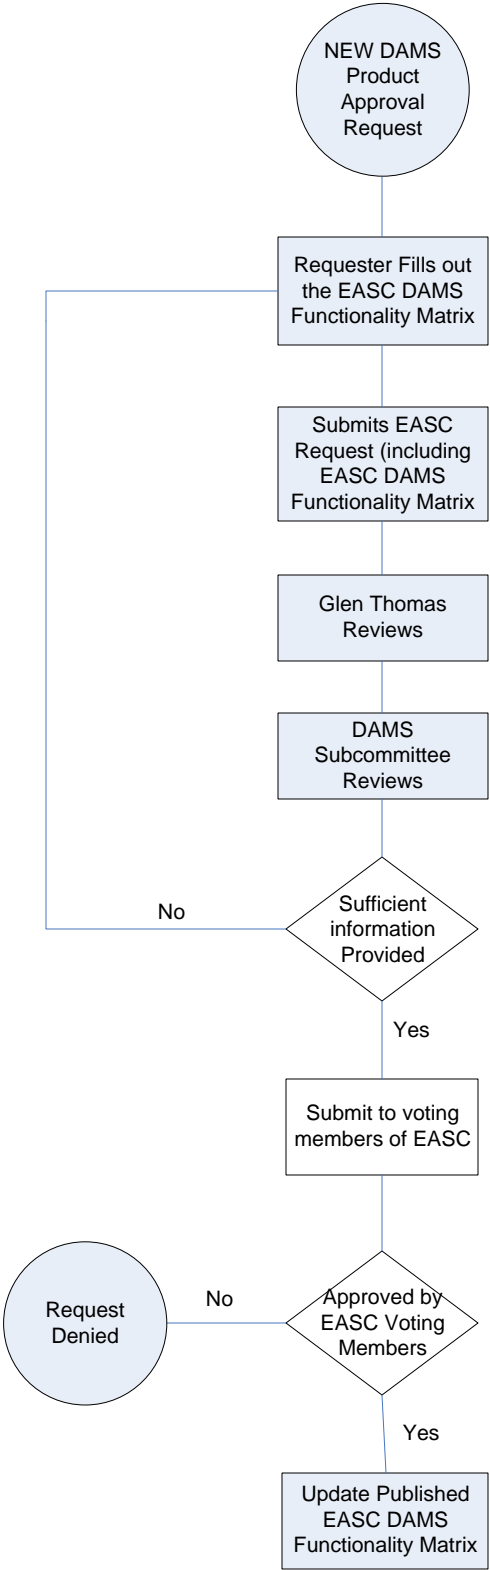 NEW DAMS
Product
Approval
Request
Requester Fills out
the EASC DAMS
Functionality Matrix
Submits EASC
Request (including
EASC DAMS
Functionality Matrix
Glen Thomas
Reviews
DAMS
Subcommittee
Reviews
Sufficient
information
Provided
No
Yes
Submit to voting
members of EASC
Approved by
EASC Voting
Members
No
Request
Denied
Yes
Update Published
EASC DAMS
Functionality Matrix